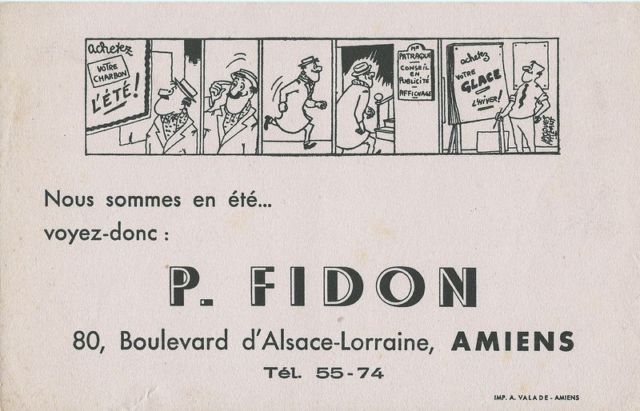 achetez
VOTRE
CHARBON
L'ÉTÉ!
Mr
PATRAQUE
CONSEIL
EN
PUBLICITÉ
AFFICHAGE
achetez
VOTRE
GLACE
L'HIVER!
Nous sommes en été...
voyez-donc :
P. FIDON
80, Boulevard d'Alsace-Lorraine, AMIENS
Tél. 55-74
IMP. A. VALADE - AMIENS